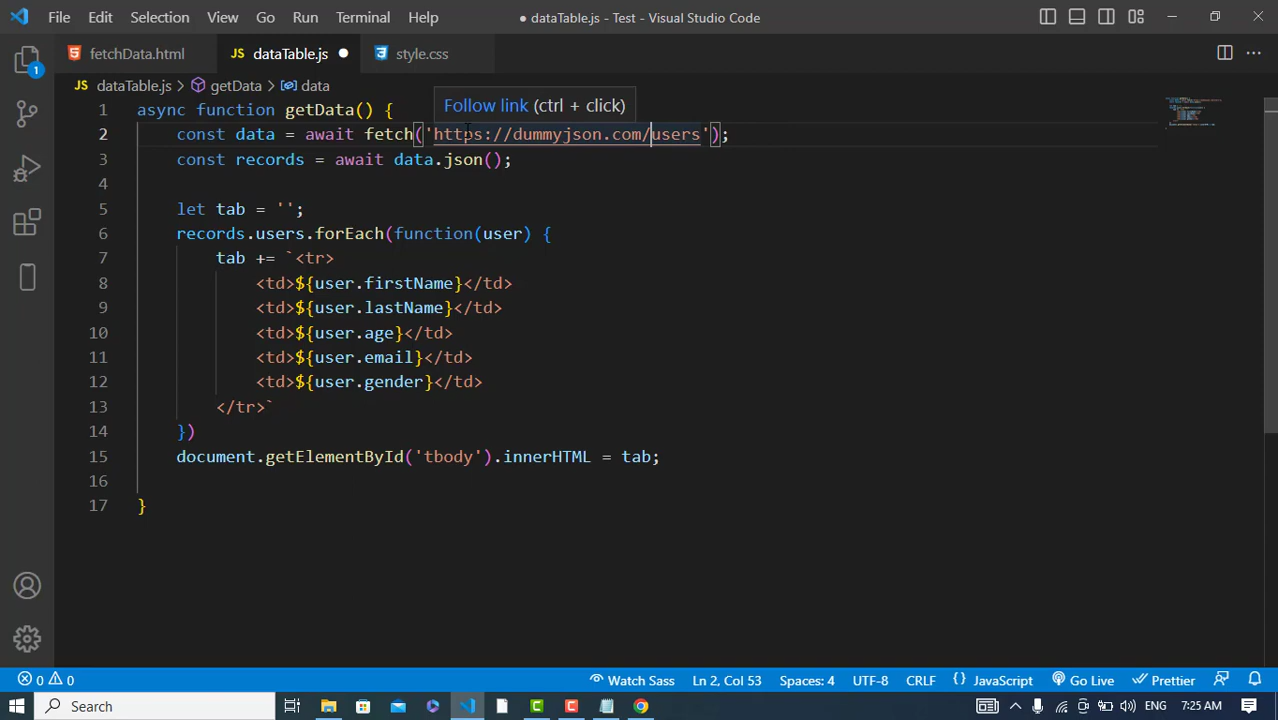 File Edit Selection View Go Run Terminal Help ● dataTable.js - Test - Visual Studio Code
fetchData.html JS dataTable.js ● style.css
JS dataTable.js > getData > data
Follow link (ctrl + click)
1 async function getData() {
2 const data = await fetch('https://dummyjson.com/users');
3 const records = await data.json();
4
5 let tab = '';
6 records.users.forEach(function(user) {
7 tab += `<tr>
8 <td>${user.firstName}</td>
9 <td>${user.lastName}</td>
10 <td>${user.age}</td>
11 <td>${user.email}</td>
12 <td>${user.gender}</td>
13 </tr>`
14 })
15 document.getElementById('tbody').innerHTML = tab;
16
17 }
1
0 0 Watch Sass Ln 2, Col 53 Spaces: 4 UTF-8 CRLF {} JavaScript Go Live Prettier
Search ENG 7:25 AM